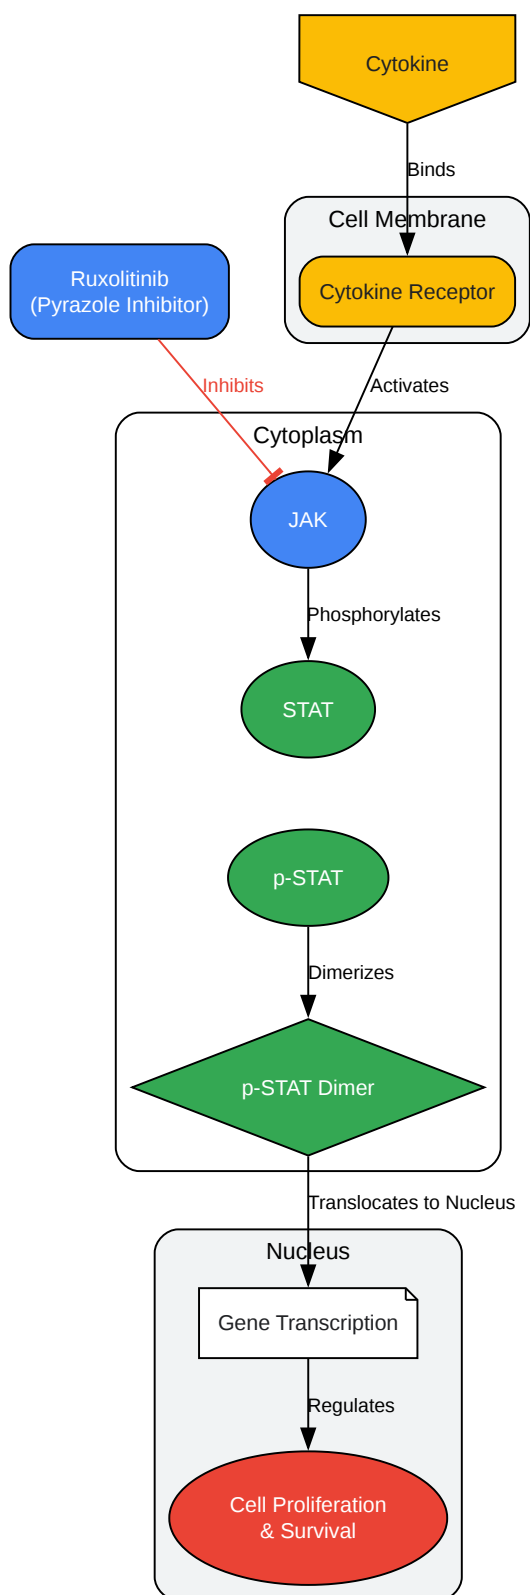 Cytokine
Binds
Cell Membrane
Cytokine Receptor
Ruxolitinib
(Pyrazole Inhibitor)
Inhibits
Activates
Cytoplasm
JAK
Phosphorylates
STAT
p-STAT
Dimerizes
p-STAT Dimer
Translocates to Nucleus
Nucleus
Gene Transcription
Regulates
Cell Proliferation
& Survival